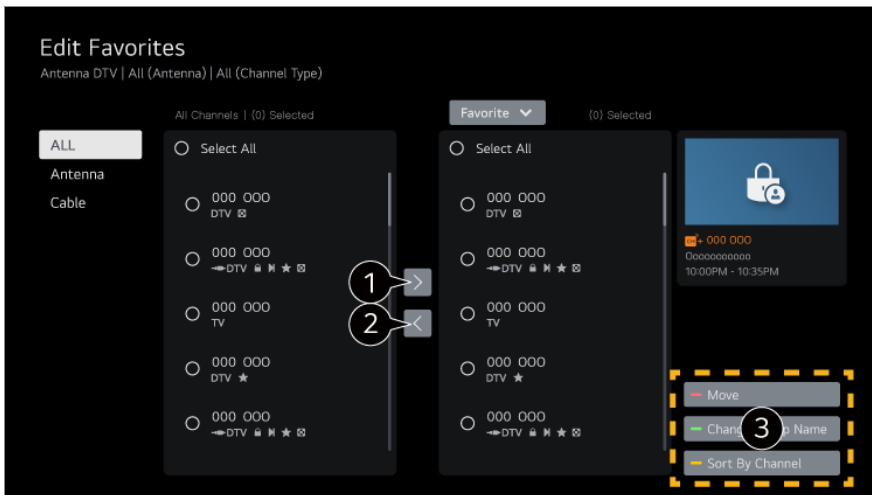 Edit Favorites
Antenna DTV | All (Antenna) | All (Channel Type)
All Channels | (0) Selected
Favorite
(0) Selected
ALL
Antenna
Cable
Select All
000 000
DTV
000 000
DTV
000 000
TV
000 000
DTV
000 000
DTV
1
2
Select All
000 000
DTV
000 000
DTV
000 000
TV
000 000
DTV
000 000
DTV
CH + 000 000
Oooooooooo
10:00PM - 10:35PM
Move
3
Name
Sort By Channel